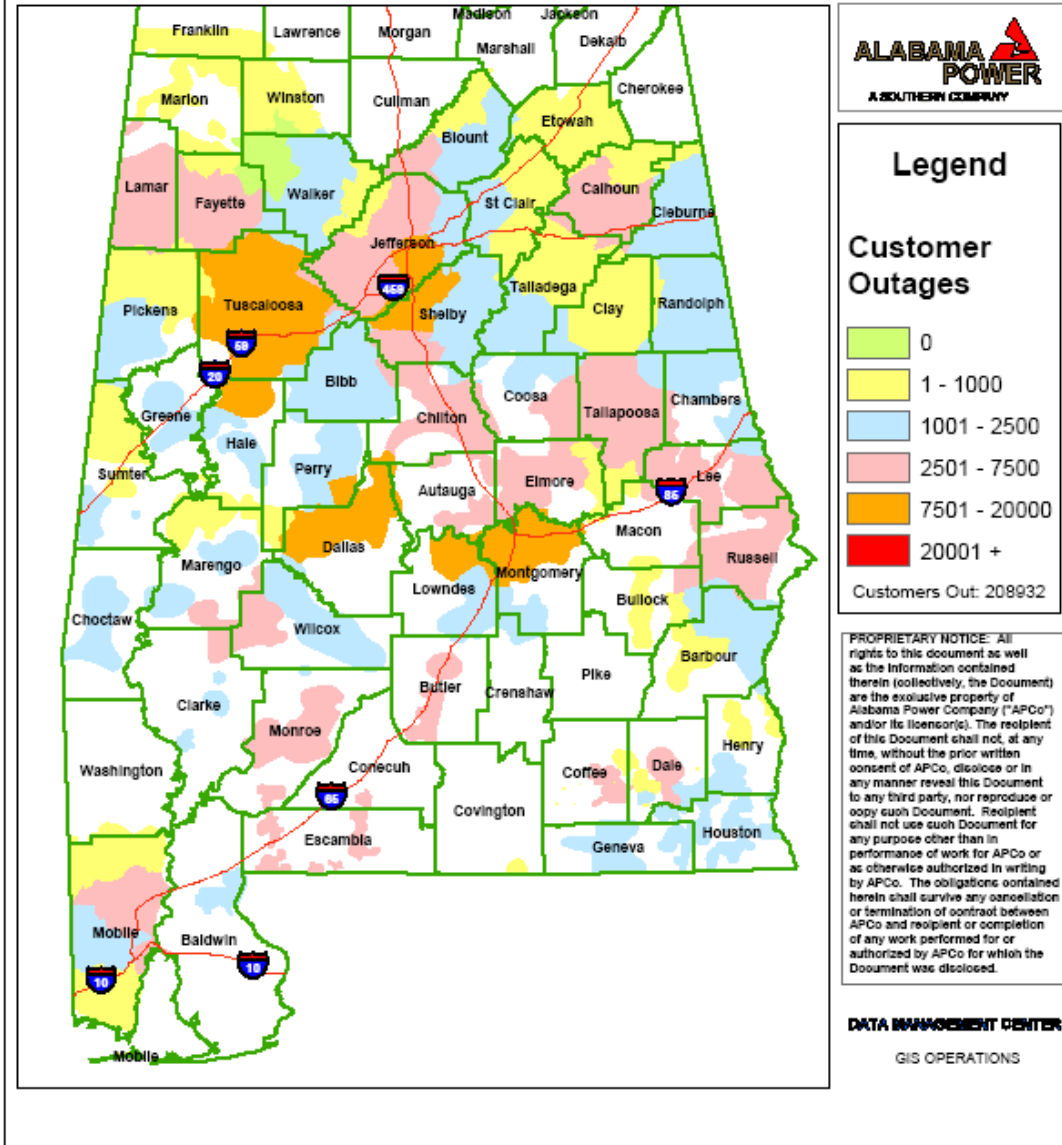 Madison Jackson
Franklin Lawrence Morgan
Marshall Dekalb
Cherokee
Marion Winston Cullman
Etowah
Blount
Lamar Fayette Walker St Clair Calhoun
Cleburne
Jefferson
Pickens Tuscaloosa 459 Shelby Talladega Clay Randolph
59
20
Bibb
Greene Chilton Coosa Tallapoosa Chambers
Hale
Sumter Perry Autauga Elmore Lee
85
Macon
Dallas
Marengo Montgomery Russell
Lowndes Bullock
Choctaw Wilcox
Barbour
Butler Crenshaw Pike
Clarke
Monroe
Henry
Washington Conecuh Coffee Dale
65
Covington
Escambia Geneva Houston
Mobile Baldwin
10 10
Mobile
ALABAMA
POWER
A SOUTHERN COMPANY
Legend
Customer
Outages
0
1 - 1000
1001 - 2500
2501 - 7500
7501 - 20000
20001 +
Customers Out: 208932
PROPRIETARY NOTICE: All
rights to this document as well
as the information contained
therein (collectively, the Document)
are the exclusive property of
Alabama Power Company ("APCo")
and/or its licensor(s). The recipient
of this Document shall not, at any
time, without the prior written
consent of APCo, disclose or in
any manner reveal this Document
to any third party, nor reproduce or
copy such Document. Recipient
shall not use such Document for
any purpose other than in
performance of work for APCo or
as otherwise authorized in writing
by APCo. The obligations contained
herein shall survive any cancellation
or termination of contract between
APCo and recipient or completion
of any work performed for or
authorized by APCo for which the
Document was disclosed.
DATA MANAGEMENT CENTER
GIS OPERATIONS